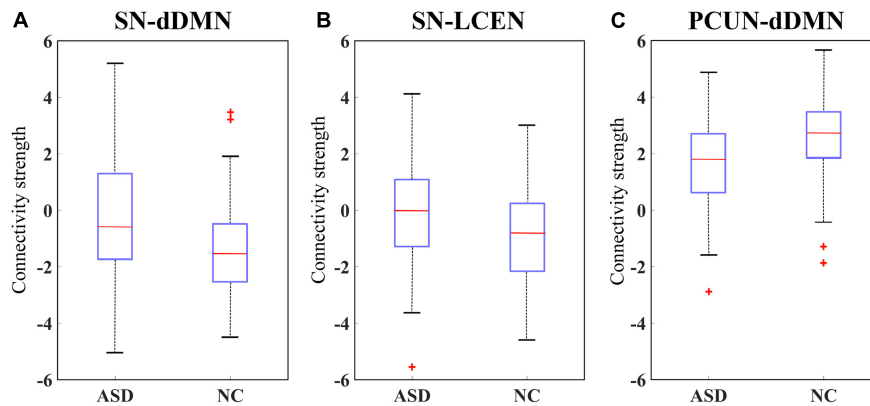 A SN-dDMN
Connectivity strength
6
4
2
0
-2
-4
-6
ASD NC
B SN-LCEN
Connectivity strength
6
4
2
0
-2
-4
-6
ASD NC
C PCUN-dDMN
Connectivity strength
6
4
2
0
-2
-4
-6
ASD NC